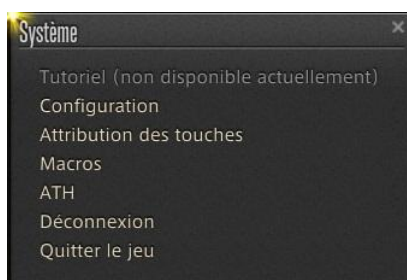 Système
Tutoriel (non disponible actuellement)
Configuration
Attribution des touches
Macros
ATH
Déconnexion
Quitter le jeu